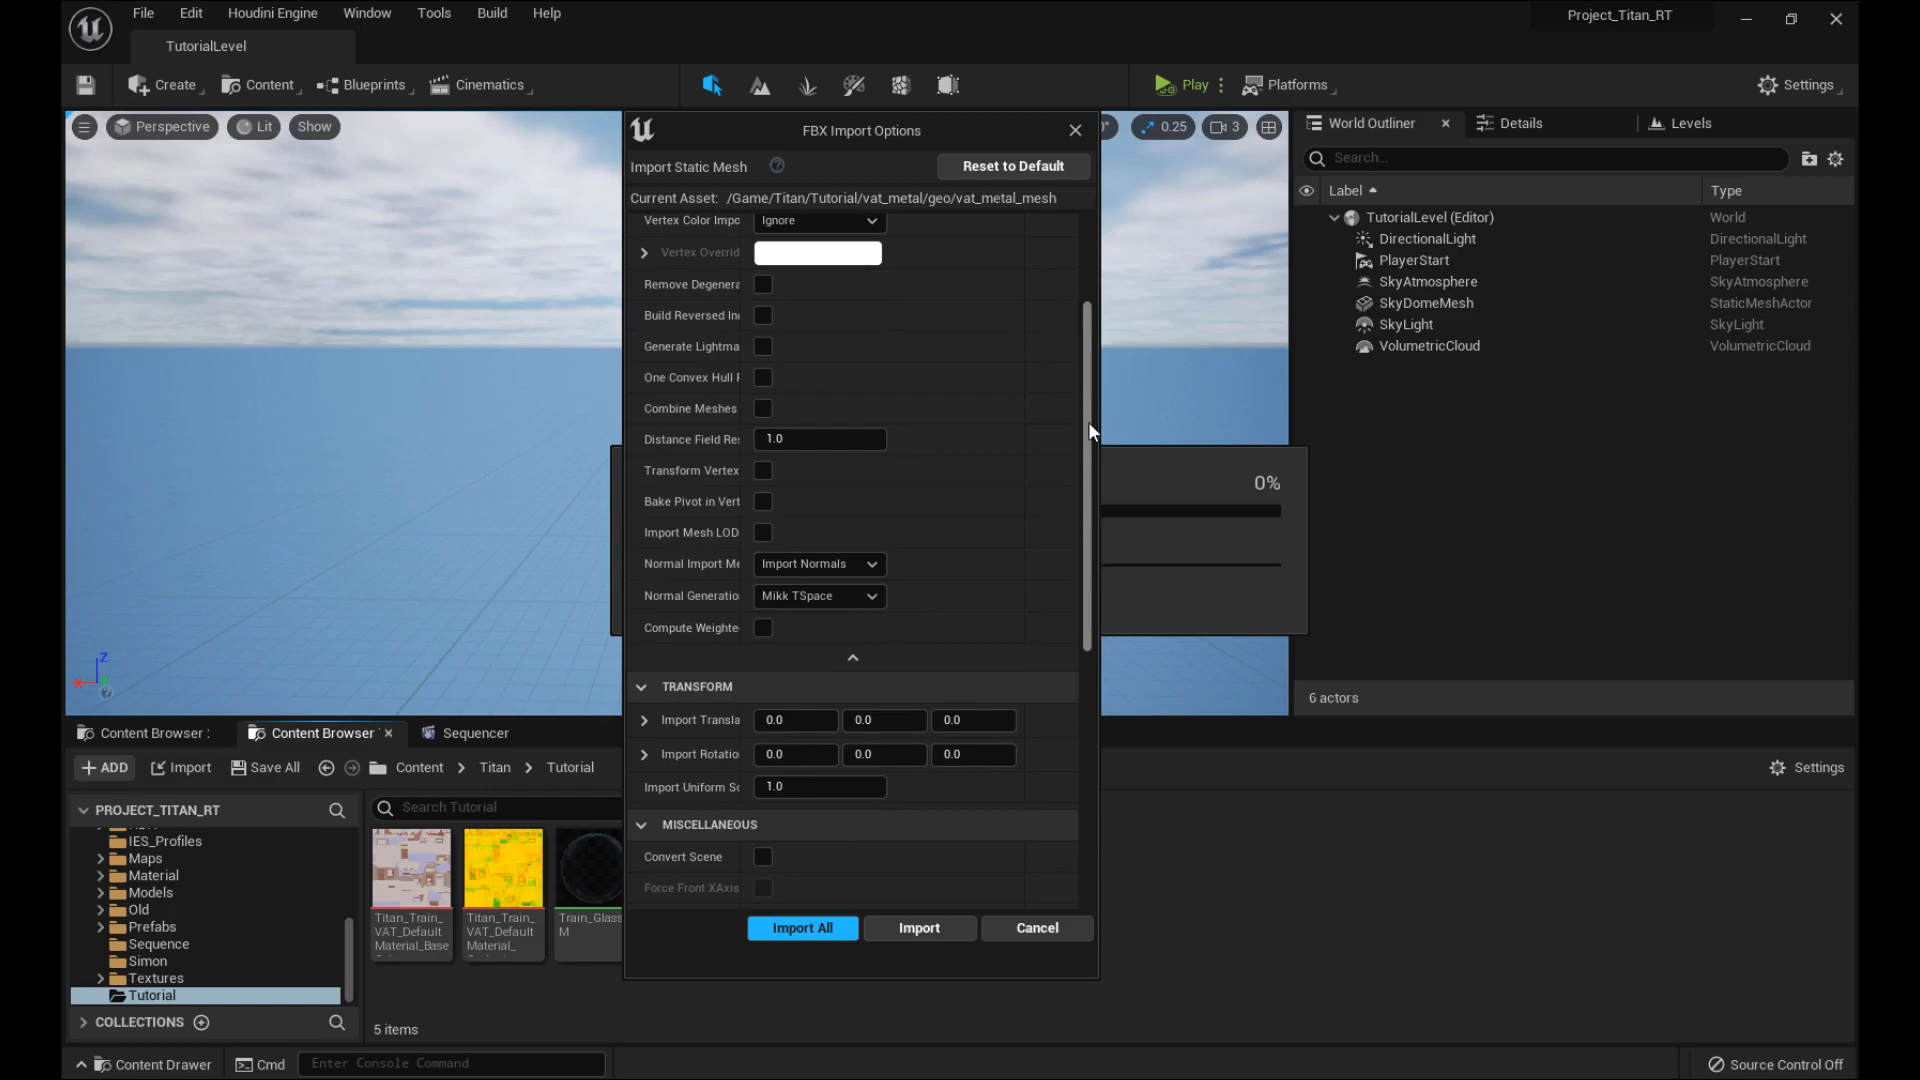 File Edit Houdini Engine Window Tools Build Help
Project_Titan_RT
TutorialLevel
Create Content Blueprints Cinematics
Play Platforms Settings
Perspective Lit Show
0.25 3
FBX Import Options
Import Static Mesh
Reset to Default
Current Asset: /Game/Titan/Tutorial/vat_metal/geo/vat_metal_mesh
Vertex Color Impo Ignore
Vertex Overrid
Remove Degenera
Build Reversed In
Generate Lightma
One Convex Hull
Combine Meshes
Distance Field Res 1.0
Transform Vertex
Bake Pivot in Vert
Import Mesh LOD
Normal Import Me Import Normals
Normal Generatio Mikk TSpace
Compute Weighte
TRANSFORM
Import Transla 0.0 0.0 0.0
Import Rotatio 0.0 0.0 0.0
Import Uniform Sc 1.0
MISCELLANEOUS
Convert Scene
Force Front XAxis
Import All Import Cancel
0%
World Outliner Details Levels
Search...
Label Type
TutorialLevel (Editor) World
DirectionalLight DirectionalLight
PlayerStart PlayerStart
SkyAtmosphere SkyAtmosphere
SkyDomeMesh StaticMeshActor
SkyLight SkyLight
VolumetricCloud VolumetricCloud
6 actors
Z
Content Browser Content Browser Sequencer
ADD Import Save All Content Titan Tutorial
Settings
PROJECT_TITAN_RT
Search Tutorial
IES_Profiles
Maps
Material
Models
Old
Prefabs
Sequence
Simon
Textures
Tutorial
COLLECTIONS
Titan_Train_
VAT_Default
Material_Base
Titan_Train_
VAT_Default
Material_
Train_Glass
M
5 items
Content Drawer Cmd Enter Console Command
Source Control Off